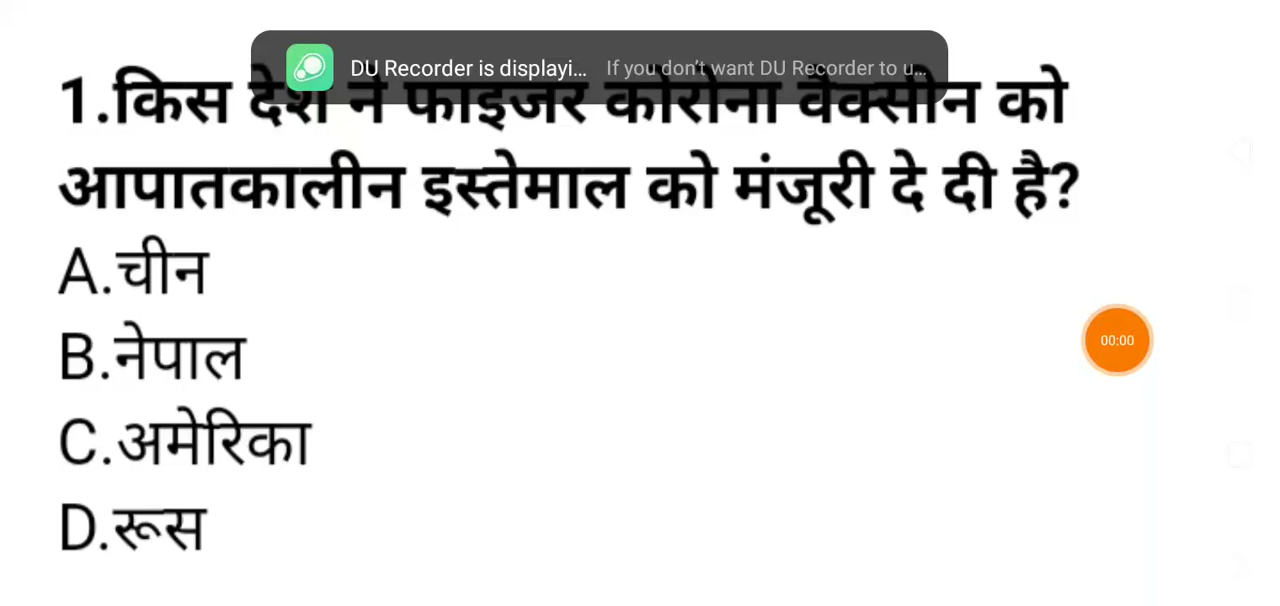 DU Recorder is displayi... If you don't want DU Recorder to u...
1.किस देश ने फाइजर कोरोना वैक्सीन को
आपातकालीन इस्तेमाल को मंजूरी दे दी है?
A.चीन
B.नेपाल
00:00
C.अमेरिका
D.रूस